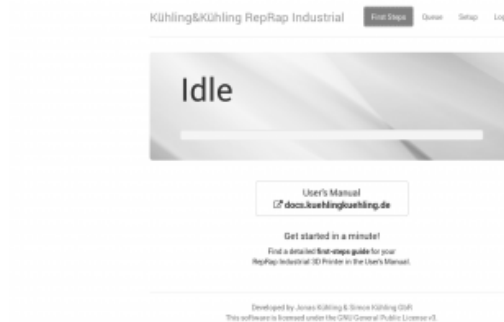 Kühling&Kühling RepRap Industrial
First Steps Queue Setup
Idle
User's Manual
docs.kuehlingkuehling.de
Get started in a minute!
Find a detailed first-steps guide for your
RepRap Industrial 3D Printer in the User's Manual.
Developed by Jonas Kühling & Simon Kühling GbR
This software is licensed under the GNU General Public License v3.